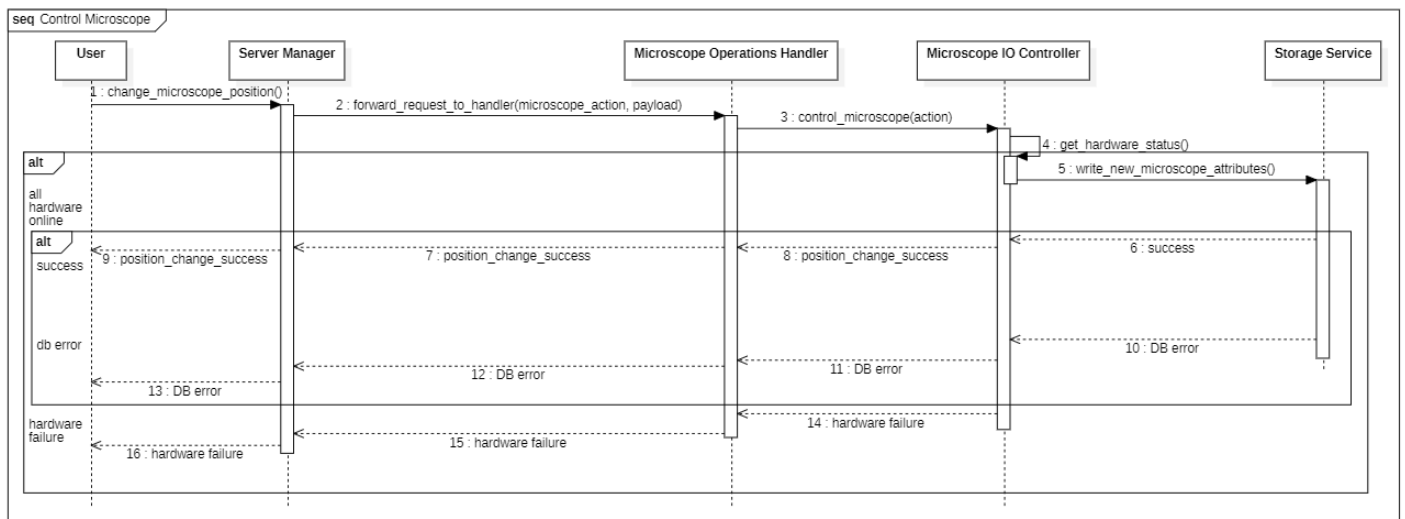 seq Control Microscope
User
Server Manager
Microscope Operations Handler
Microscope IO Controller
Storage Service
1 : change_microscope_position()
2 : forward_request_to_handler(microscope_action, payload)
3 : control_microscope(action)
4 : get_hardware_status()
alt
5 : write_new_microscope_attributes()
all
hardware
online
alt
success
6 : success
7 : position_change_success
8 : position_change_success
9 : position_change_success
db error
10 : DB error
11 : DB error
12 : DB error
13 : DB error
hardware
failure
14 : hardware failure
15 : hardware failure
16 : hardware failure